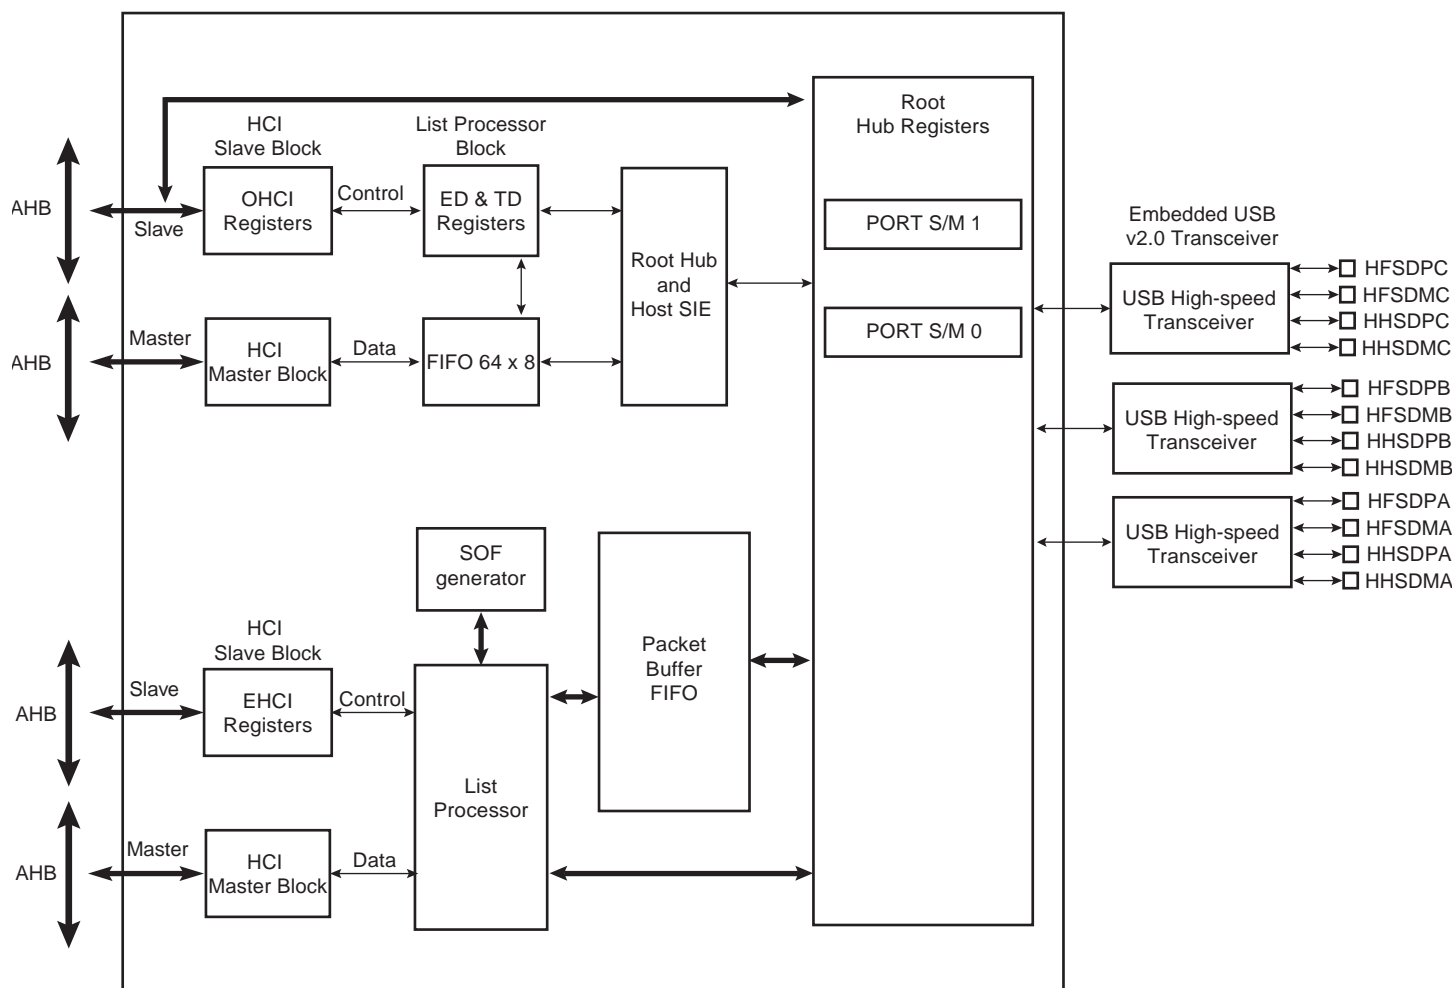 HCI
Slave Block
List Processor
Block
Root
Hub Registers
AHB
Slave
OHCI
Registers
Control
ED & TD
Registers
Root Hub
and
Host SIE
PORT S/M 1
PORT S/M 0
AHB
Master
HCI
Master Block
Data
FIFO 64 x 8
Embedded USB
v2.0 Transceiver
USB High-speed
Transceiver
HFSDPC
HFSDMC
HHSDPC
HHSDMC
USB High-speed
Transceiver
HFSDPB
HFSDMB
HHSDPB
HHSDMB
USB High-speed
Transceiver
HFSDPA
HFSDMA
HHSDPA
HHSDMA
SOF
generator
Packet
Buffer
FIFO
HCI
Slave Block
AHB
Slave
EHCI
Registers
Control
List
Processor
AHB
Master
HCI
Master Block
Data